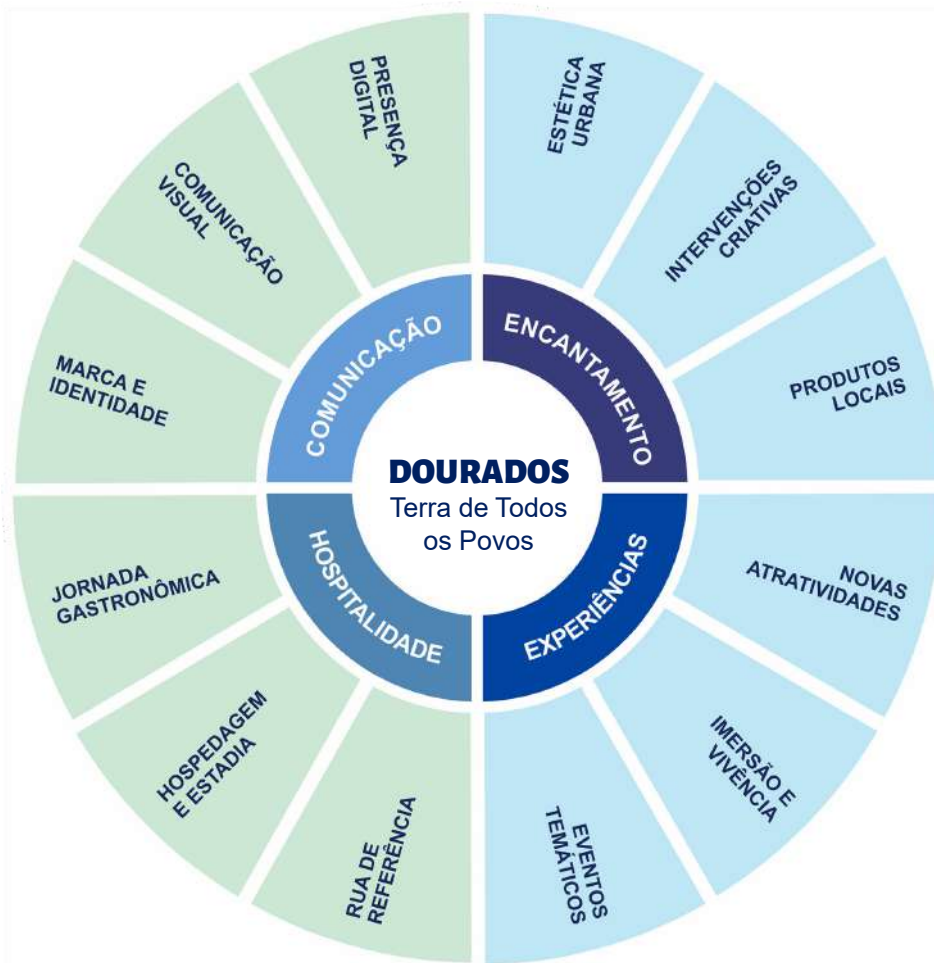 PRESENÇA
DIGITAL
ESTÉTICA
URBANA
COMUNICAÇÃO
VISUAL
INTERVENÇÕES
CRIATIVAS
MARCA E
IDENTIDADE
PRODUTOS
LOCAIS
COMUNICAÇÃO
ENCANTAMENTO
DOURADOS
Terra de Todos
os Povos
HOSPITALIDADE
EXPERIÊNCIAS
JORNADA
GASTRONÔMICA
NOVAS
ATRATIVIDADES
HOSPEDAGEM
E ESTADIA
IMERSÃO E
VIVÊNCIA
RUA DE
REFERÊNCIA
EVENTOS
TEMÁTICOS